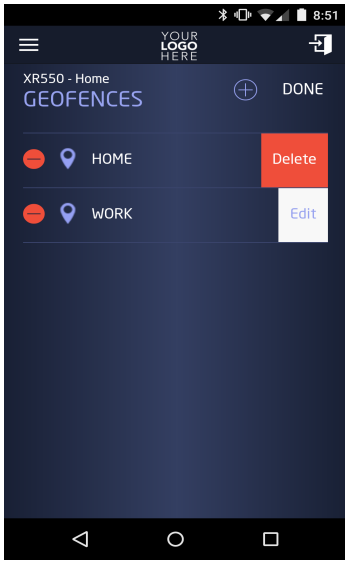 8:51
YOUR
LOGO
HERE
XR550 - Home
GEOFENCES
DONE
HOME
Delete
WORK
Edit